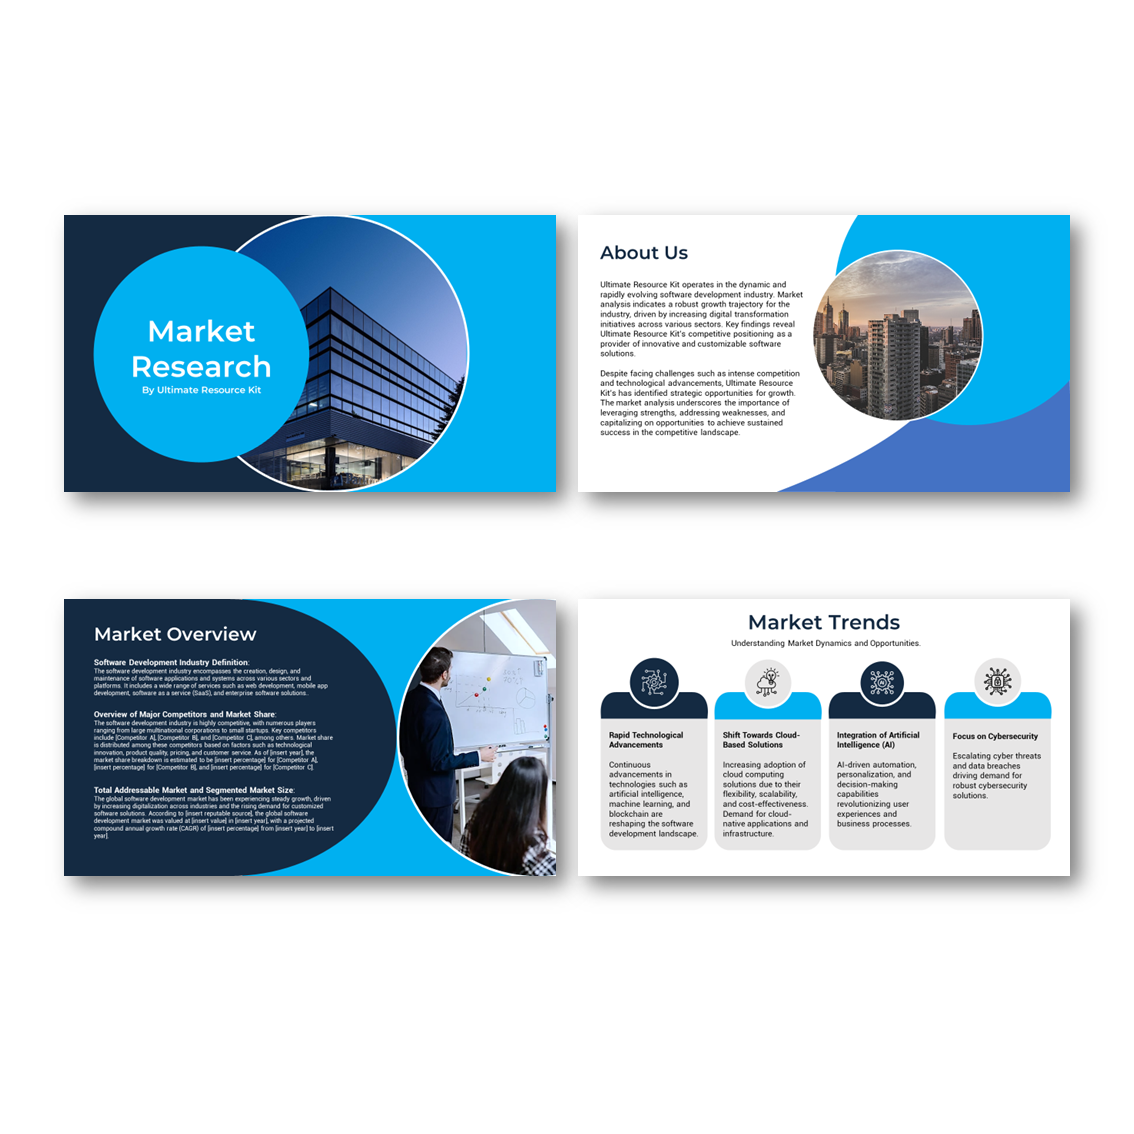 Market
Research
By Ultimate Resource Kit
About Us
Ultimate Resource Kit operates in the dynamic and
rapidly evolving software development industry. Market
analysis indicates a robust growth trajectory for the
industry, driven by increasing digital transformation
initiatives across various sectors. Key findings reveal
Ultimate Resource Kit's competitive positioning as a
provider of innovative and customizable software
solutions.
Despite facing challenges such as intense competition
and technological advancements, Ultimate Resource
Kit's has identified strategic opportunities for growth.
The market analysis underscores the importance of
leveraging strengths, addressing weaknesses, and
capitalizing on opportunities to achieve sustained
success in the competitive landscape.
Market Overview
Software Development Industry Definition:
The software development industry encompasses the creation, design, and
maintenance of software applications and systems across various sectors and
platforms. It includes a wide range of services such as web development, mobile app
development, software as a service (SaaS), and enterprise software solutions.
Overview of Major Competitors and Market Share:
The software development industry is highly competitive, with numerous players
ranging from large multinational corporations to small startups. Key competitors
include [Competitor A], [Competitor B], and [Competitor C], among others. Market share
is distributed among these competitors based on factors such as technological
innovation, product quality, pricing, and customer service. As of [insert year], the
market share breakdown is estimated to be [insert percentage] for [Competitor A],
[insert percentage] for [Competitor B], and [insert percentage] for [Competitor C].
Total Addressable Market and Segmented Market Size:
The global software development market has been experiencing steady growth, driven
by increasing digitalization across industries and the rising demand for customized
software solutions. According to [insert reputable source], the global software
development market was valued at [insert value] in [insert year], with a projected
compound annual growth rate (CAGR) of [insert percentage] from [insert year] to [insert
year].
Market Trends
Understanding Market Dynamics and Opportunities.
Rapid Technological
Advancements
Continuous
advancements in
technologies such as
artificial intelligence,
machine learning, and
blockchain are
reshaping the software
development landscape.
Shift Towards Cloud-
Based Solutions
Increasing adoption of
cloud computing
solutions due to their
flexibility, scalability,
and cost-effectiveness.
Demand for cloud-
native applications and
infrastructure.
Integration of Artificial
Intelligence (AI)
AI-driven automation,
personalization, and
decision-making
capabilities
revolutionizing user
experiences and
business processes.
Focus on Cybersecurity
Escalating cyber threats
and data breaches
driving demand for
robust cybersecurity
solutions.